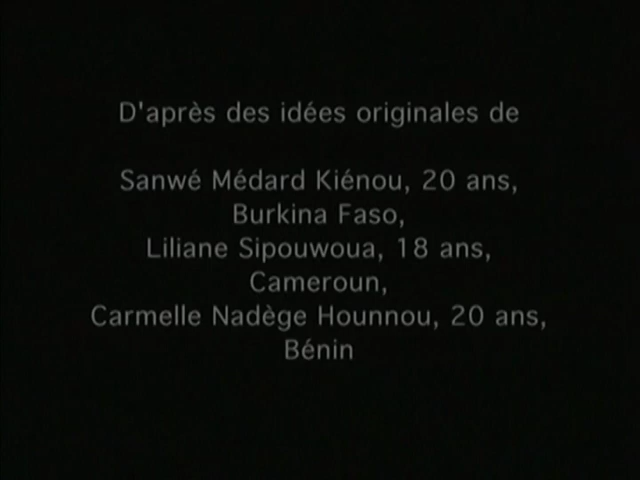 D'après des idées originales de
Sanwé Médard Kiénou, 20 ans,
Burkina Faso,
Liliane Sipouwoua, 18 ans,
Cameroun,
Carmelle Nadège Hounnou, 20 ans,
Bénin